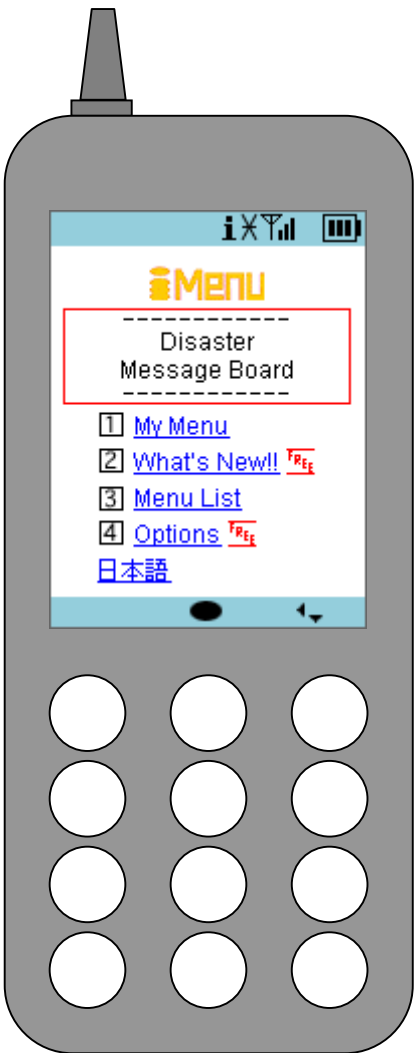 iMenu
-------------
Disaster
Message Board
-------------
1 My Menu
2 What's New!! FREE
3 Menu List
4 Options FREE
日本語